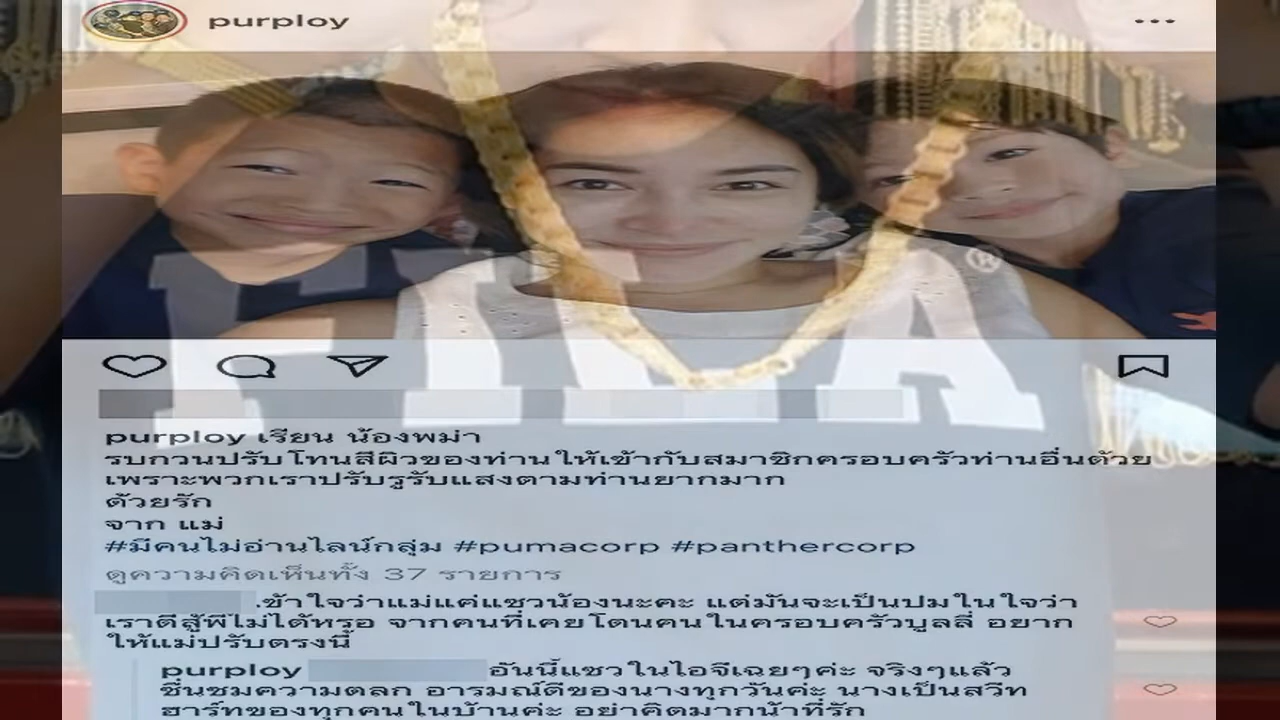 purploy
FILA
®
purploy เรียน น้องพม่า
รบกวนปรับโทนสีผิวของท่านให้เข้ากับสมาชิกครอบครัวท่านอื่นด้วย
เพราะพวกเราปรับรูรับแสงตามท่านยากมาก
ด้วยรัก
จาก แม่
#มีคนไม่อ่านไลน์กลุ่ม #pumacorp #panthercorp
ดูความคิดเห็นทั้ง 37 รายการ
.ข้าใจว่าแม่แค่แซวน้องนะคะ แต่มันจะเป็นปมในใจว่า
เราตีสู้พี่ไม่ได้หรอ จากคนที่เคยโดนคนในครอบครัวบูลลี่ อยาก
ให้แม่ปรับตรงนี้
purploy อันนี้แซวในไอจีเฉยๆค่ะ จริงๆแล้ว
ชื่นชมความตลก อารมณ์ดีของนางทุกวันค่ะ นางเป็นสวีท
ฮาร์ทของทุกคนในบ้านค่ะ อย่าคิดมากน้าที่รัก